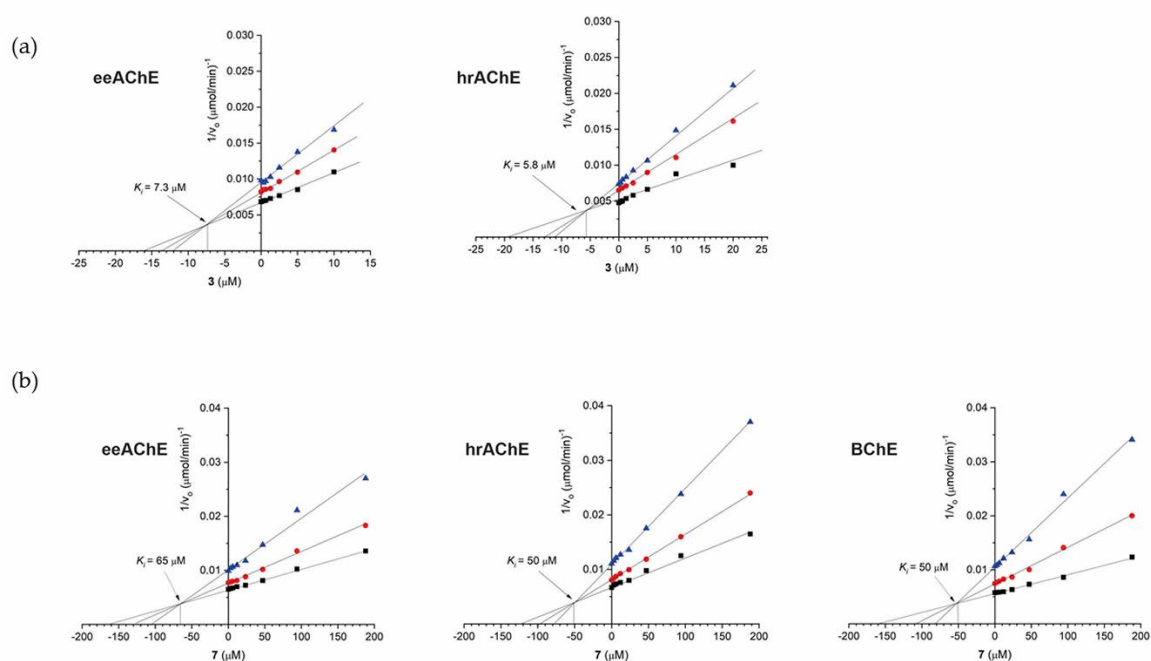 (a)
eeAChE
1/v₀ (μmol/min)⁻¹
0.030
0.025
0.020
0.015
0.010
0.005
Kᵢ = 7.3 μM
-25 -20 -15 -10 -5 0 5 10 15
3 (μM)
hrAChE
1/v₀ (μmol/min)⁻¹
0.030
0.025
0.020
0.015
0.010
0.005
Kᵢ = 5.8 μM
-25 -20 -15 -10 -5 0 5 10 15 20 25
3 (μM)
(b)
eeAChE
1/v₀ (μmol/min)⁻¹
0.04
0.03
0.02
0.01
Kᵢ = 65 μM
-200 -150 -100 -50 0 50 100 150 200
7 (μM)
hrAChE
1/v₀ (μmol/min)⁻¹
0.04
0.03
0.02
0.01
Kᵢ = 50 μM
-200 -150 -100 -50 0 50 100 150 200
7 (μM)
BChE
1/v₀ (μmol/min)⁻¹
0.04
0.03
0.02
0.01
Kᵢ = 50 μM
-200 -150 -100 -50 0 50 100 150 200
7 (μM)